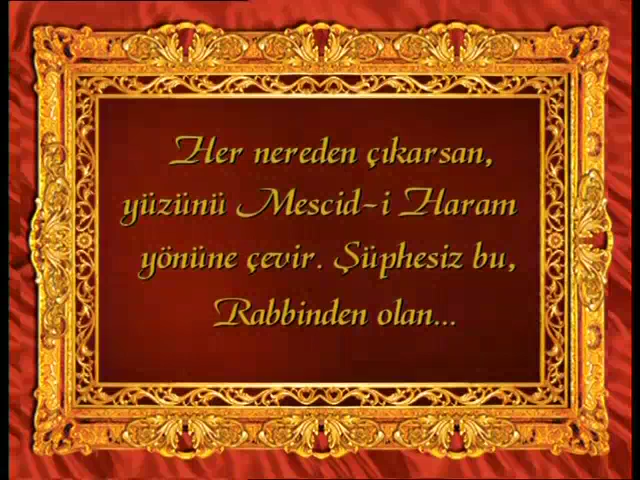 Her nereden çıkarsan,
yüzünü Mescid-i Haram
yönüne çevir. Şüphesiz bu,
Rabbinden olan...